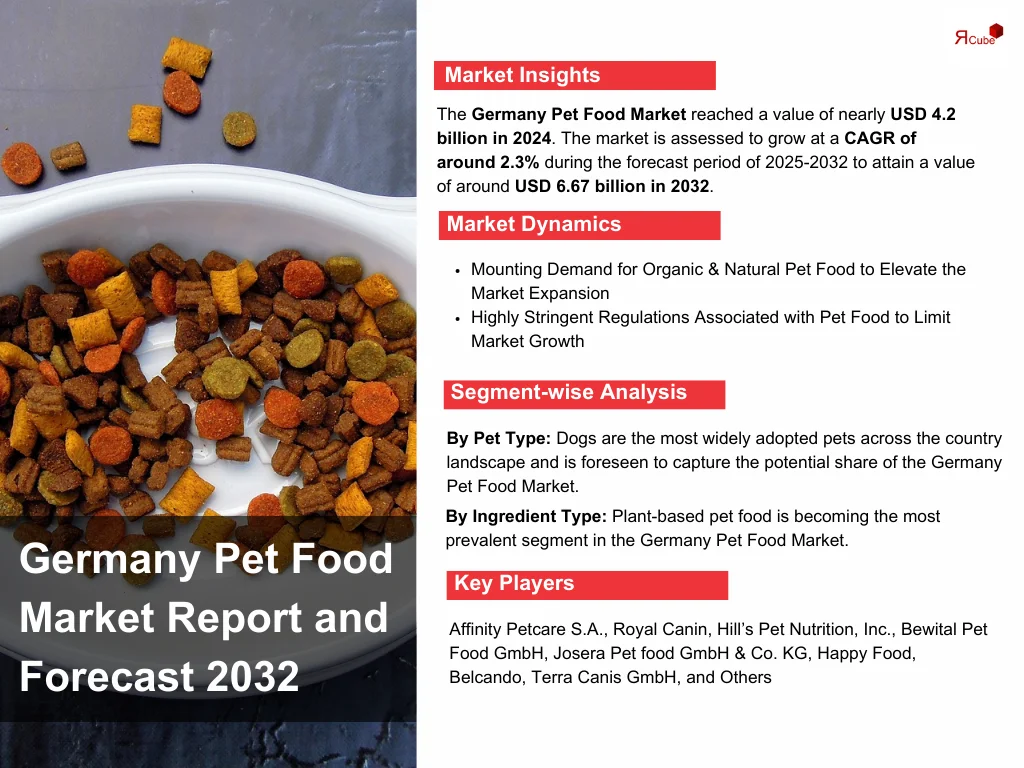 ЯCube
Market Insights
The Germany Pet Food Market reached a value of nearly USD 4.2
billion in 2024. The market is assessed to grow at a CAGR of
around 2.3% during the forecast period of 2025-2032 to attain a value
of around USD 6.67 billion in 2032.
Market Dynamics
• Mounting Demand for Organic & Natural Pet Food to Elevate the
Market Expansion
• Highly Stringent Regulations Associated with Pet Food to Limit
Market Growth
Segment-wise Analysis
By Pet Type: Dogs are the most widely adopted pets across the country
landscape and is foreseen to capture the potential share of the Germany
Pet Food Market.
By Ingredient Type: Plant-based pet food is becoming the most
prevalent segment in the Germany Pet Food Market.
Key Players
Affinity Petcare S.A., Royal Canin, Hill’s Pet Nutrition, Inc., Bewital Pet
Food GmbH, Josera Pet food GmbH & Co. KG, Happy Food,
Belcando, Terra Canis GmbH, and Others
Germany Pet Food
Market Report and
Forecast 2032